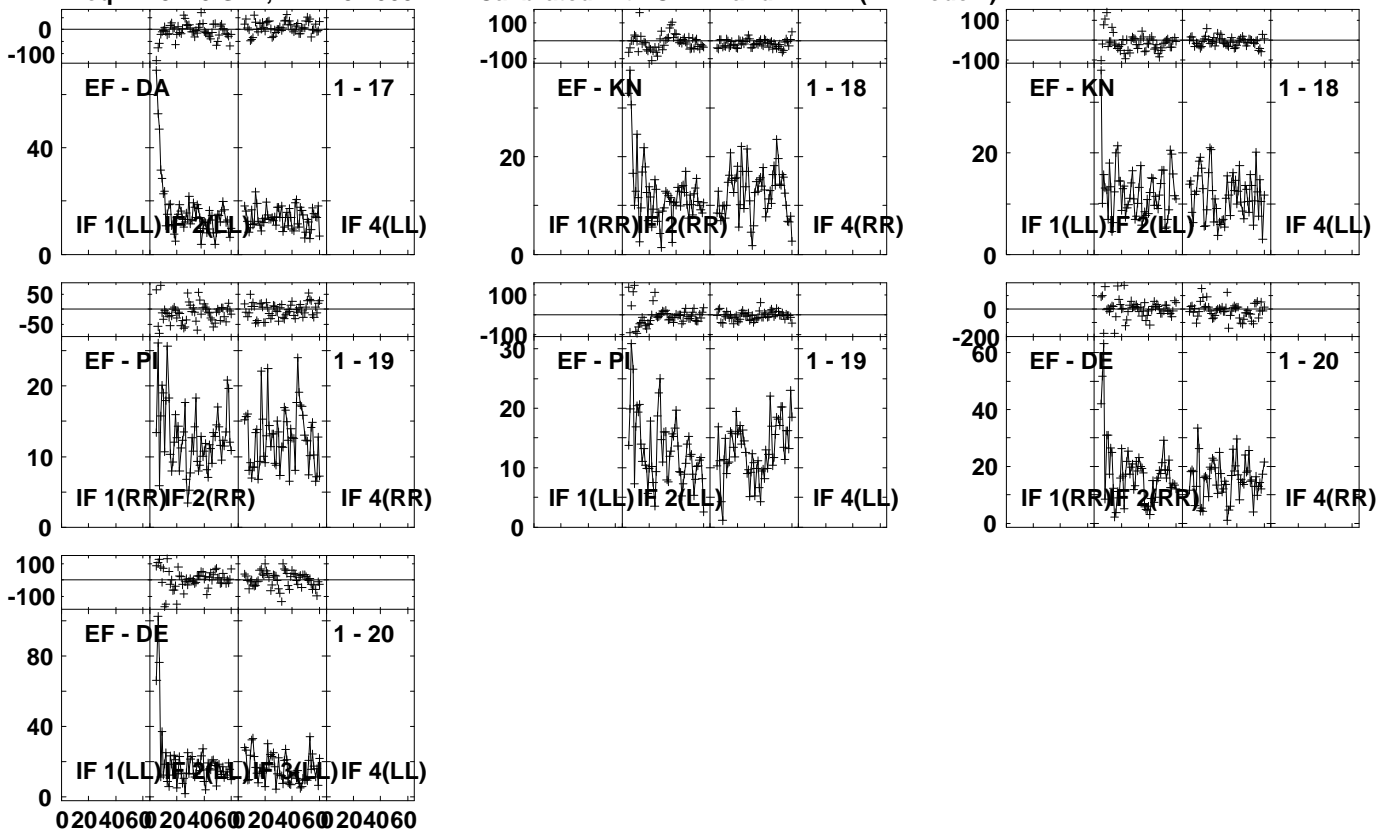 0
-100
EF - DA
1 - 17
40
IF 1(LL) IF 2(LL) IF 4(LL)
0
100
-100
EF - KN
1 - 18
20
IF 1(RR) IF 2(RR) IF 4(RR)
0
100
-100
EF - KN
1 - 18
20
IF 1(LL) IF 2(LL) IF 4(LL)
0
50
-50
EF - PI
1 - 19
20
10
IF 1(RR) IF 2(RR) IF 4(RR)
0
100
-100
30
EF - PI
1 - 19
20
10
IF 1(LL) IF 2(LL) IF 4(LL)
0
0
-200
60
EF - DE
1 - 20
40
20
IF 1(RR) IF 2(RR) IF 4(RR)
0
100
-100
EF - DE
1 - 20
80
40
IF 1(LL) IF 2(LL) IF 3(LL) IF 4(LL)
0
0 20 40 60 0 20 40 60 0 20 40 60 0 20 40 60